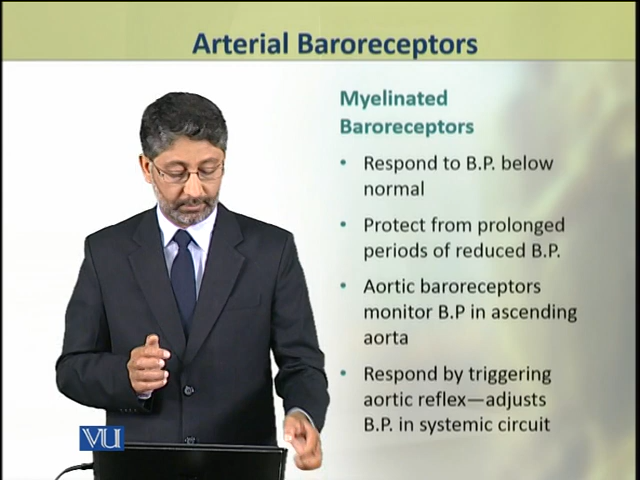 Arterial Baroreceptors
Myelinated
Baroreceptors
• Respond to B.P. below
normal
• Protect from prolonged
periods of reduced B.P.
• Aortic baroreceptors
monitor B.P in ascending
aorta
• Respond by triggering
aortic reflex—adjusts
B.P. in systemic circuit
VU